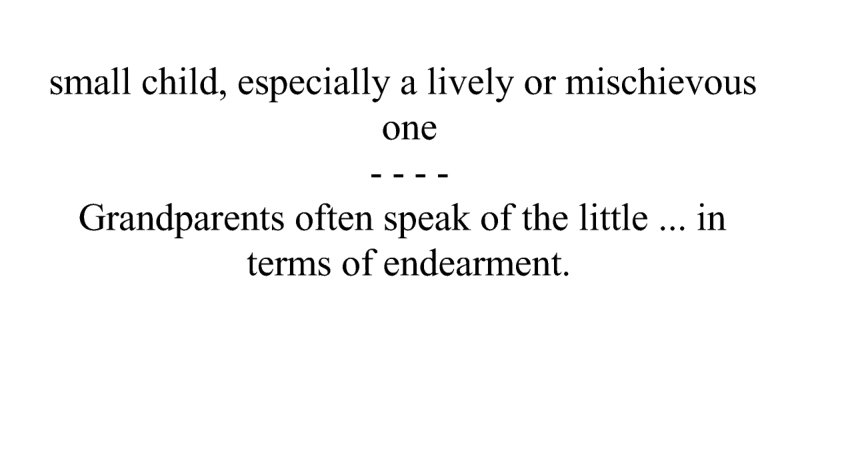 small child, especially a lively or mischievous
one
- - - -
Grandparents often speak of the little ... in
terms of endearment.